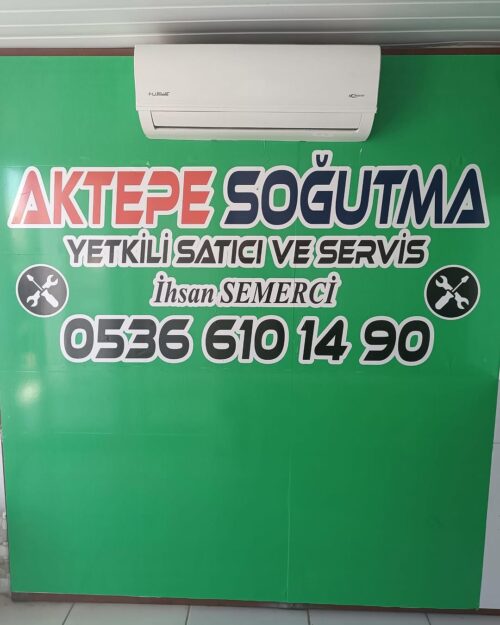 AKTEPE SOĞUTMA
YETKİLİ SATICI VE SERVİS
İhsan SEMERCİ
0536 610 14 90